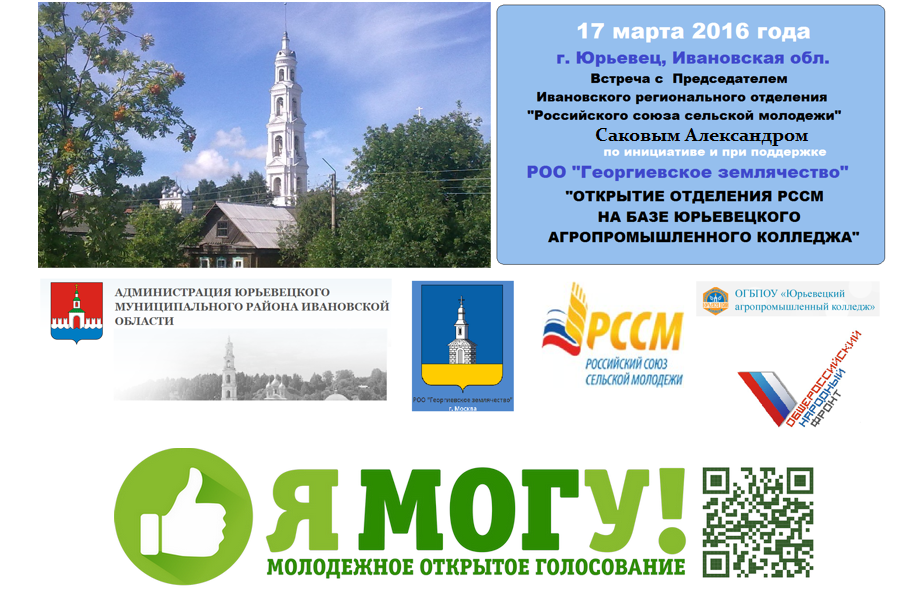 17 марта 2016 года
г. Юрьевец, Ивановская обл.
Встреча с Председателем
Ивановского регионального отделения
"Российского союза сельской молодежи"
Саковым Александром
по инициативе и при поддержке
РОО "Георгиевское землячество"
"ОТКРЫТИЕ ОТДЕЛЕНИЯ РССМ
НА БАЗЕ ЮРЬЕВЕЦКОГО
АГРОПРОМЫШЛЕННОГО КОЛЛЕДЖА"
АДМИНИСТРАЦИЯ ЮРЬЕВЕЦКОГО
МУНИЦИПАЛЬНОГО РАЙОНА ИВАНОВСКОЙ
ОБЛАСТИ
РОО "Георгиевское землячество"
г. Москва
РССМ
РОССИЙСКИЙ СОЮЗ
СЕЛЬСКОЙ МОЛОДЕЖИ
ОГБПОУ «Юрьевецкий
агропромышленный колледж»
ОБЩЕРОССИЙСКИЙ
НАРОДНЫЙ
ФРОНТ
Я МОГУ!
МОЛОДЕЖНОЕ ОТКРЫТОЕ ГОЛОСОВАНИЕ